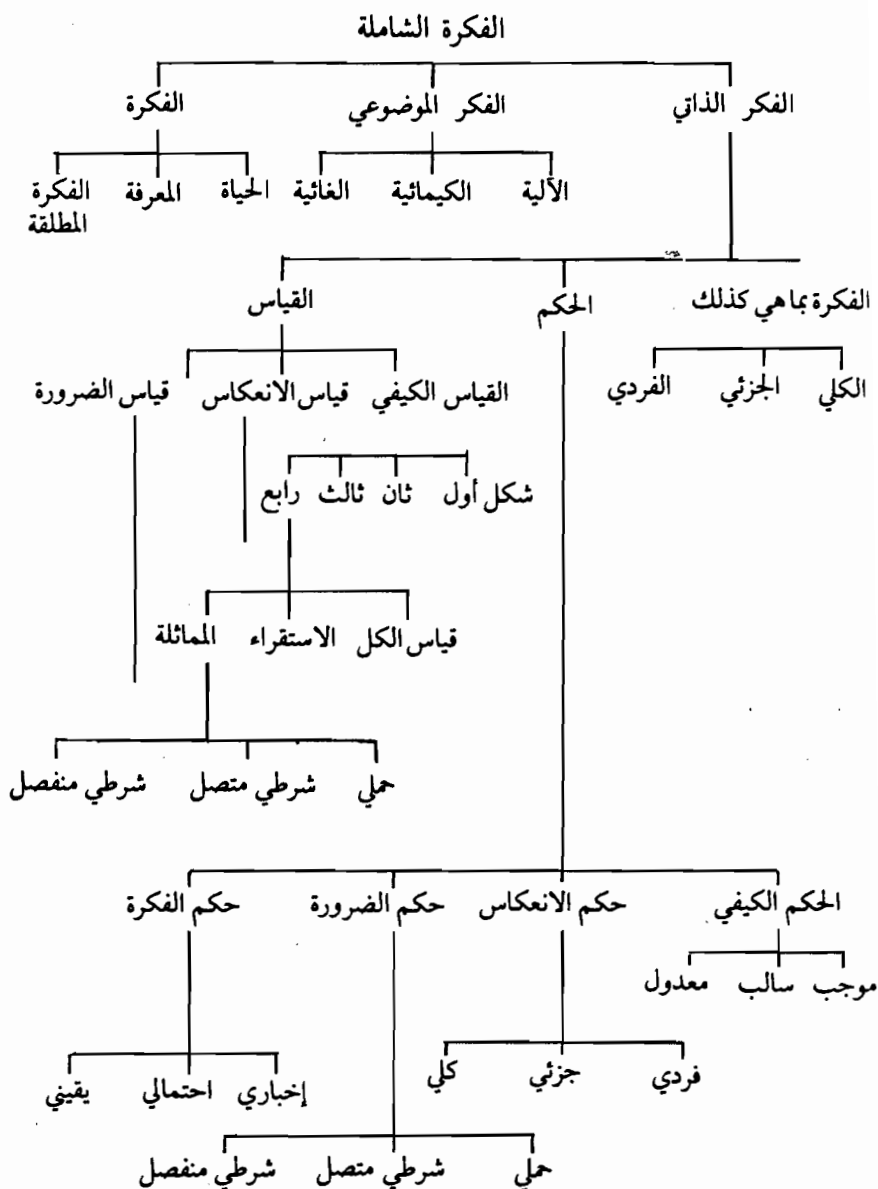 الفكرة الشاملة
الفكر الذاتي
الفكر الموضوعي
الفكرة
الآلية
الكيمائية
الغائية
الحياة
المعرفة
الفكرة
المطلقة
الفكرة بما هي كذلك
الحكم
القياس
الكلي
الجزئي
الفردي
القياس الكيفي
قياس الانعكاس
قياس الضرورة
شكل أول
ثان
ثالث
رابع
قياس الكل
الاستقراء
المماثلة
حملي
شرطي متصل
شرطي منفصل
الحكم الكيفي
حكم الانعكاس
حكم الضرورة
حكم الفكرة
موجب
سالب
معدول
فردي
جزئي
كلي
إخباري
احتمالي
يقيني
حملي
شرطي متصل
شرطي منفصل